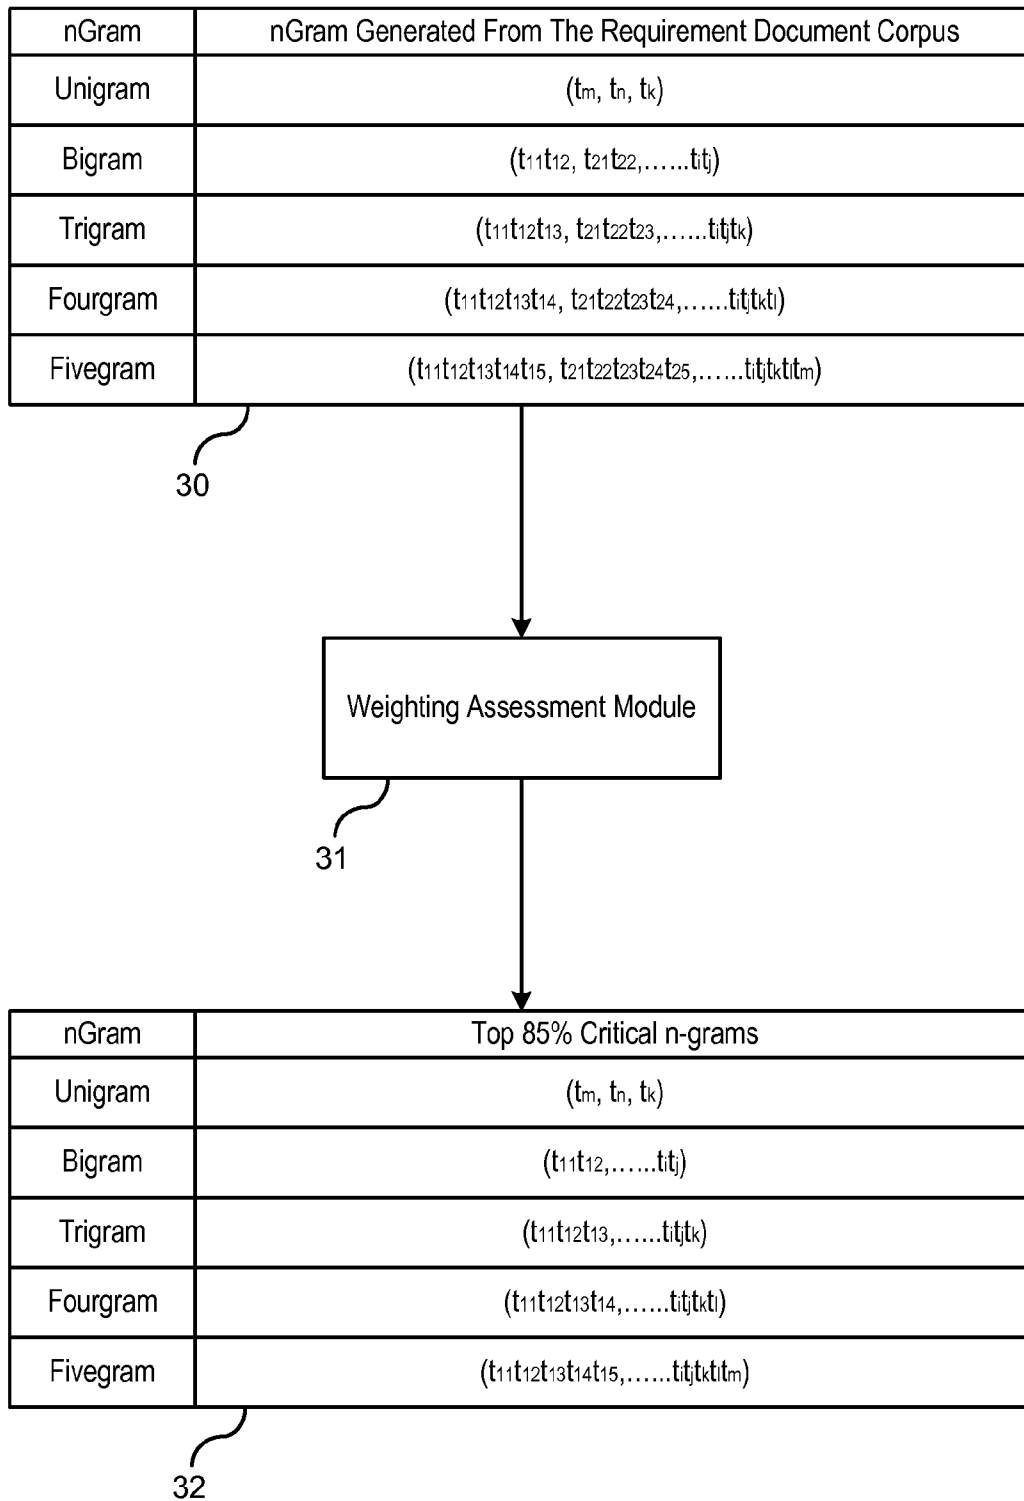 nGram nGram Generated From The Requirement Document Corpus
Unigram (tm, tn, tk)
Bigram (t11t12, t21t22,......titj)
Trigram (t11t12t13, t21t22t23,......titjtk)
Fourgram (t11t12t13t14, t21t22t23t24,......titjtktl)
Fivegram (t11t12t13t14t15, t21t22t23t24t25,......titjtktltm)
30
Weighting Assessment Module
31
nGram Top 85% Critical n-grams
Unigram (tm, tn, tk)
Bigram (t11t12,......titj)
Trigram (t11t12t13,......titjtk)
Fourgram (t11t12t13t14,......titjtktl)
Fivegram (t11t12t13t14t15,......titjtktltm)
32